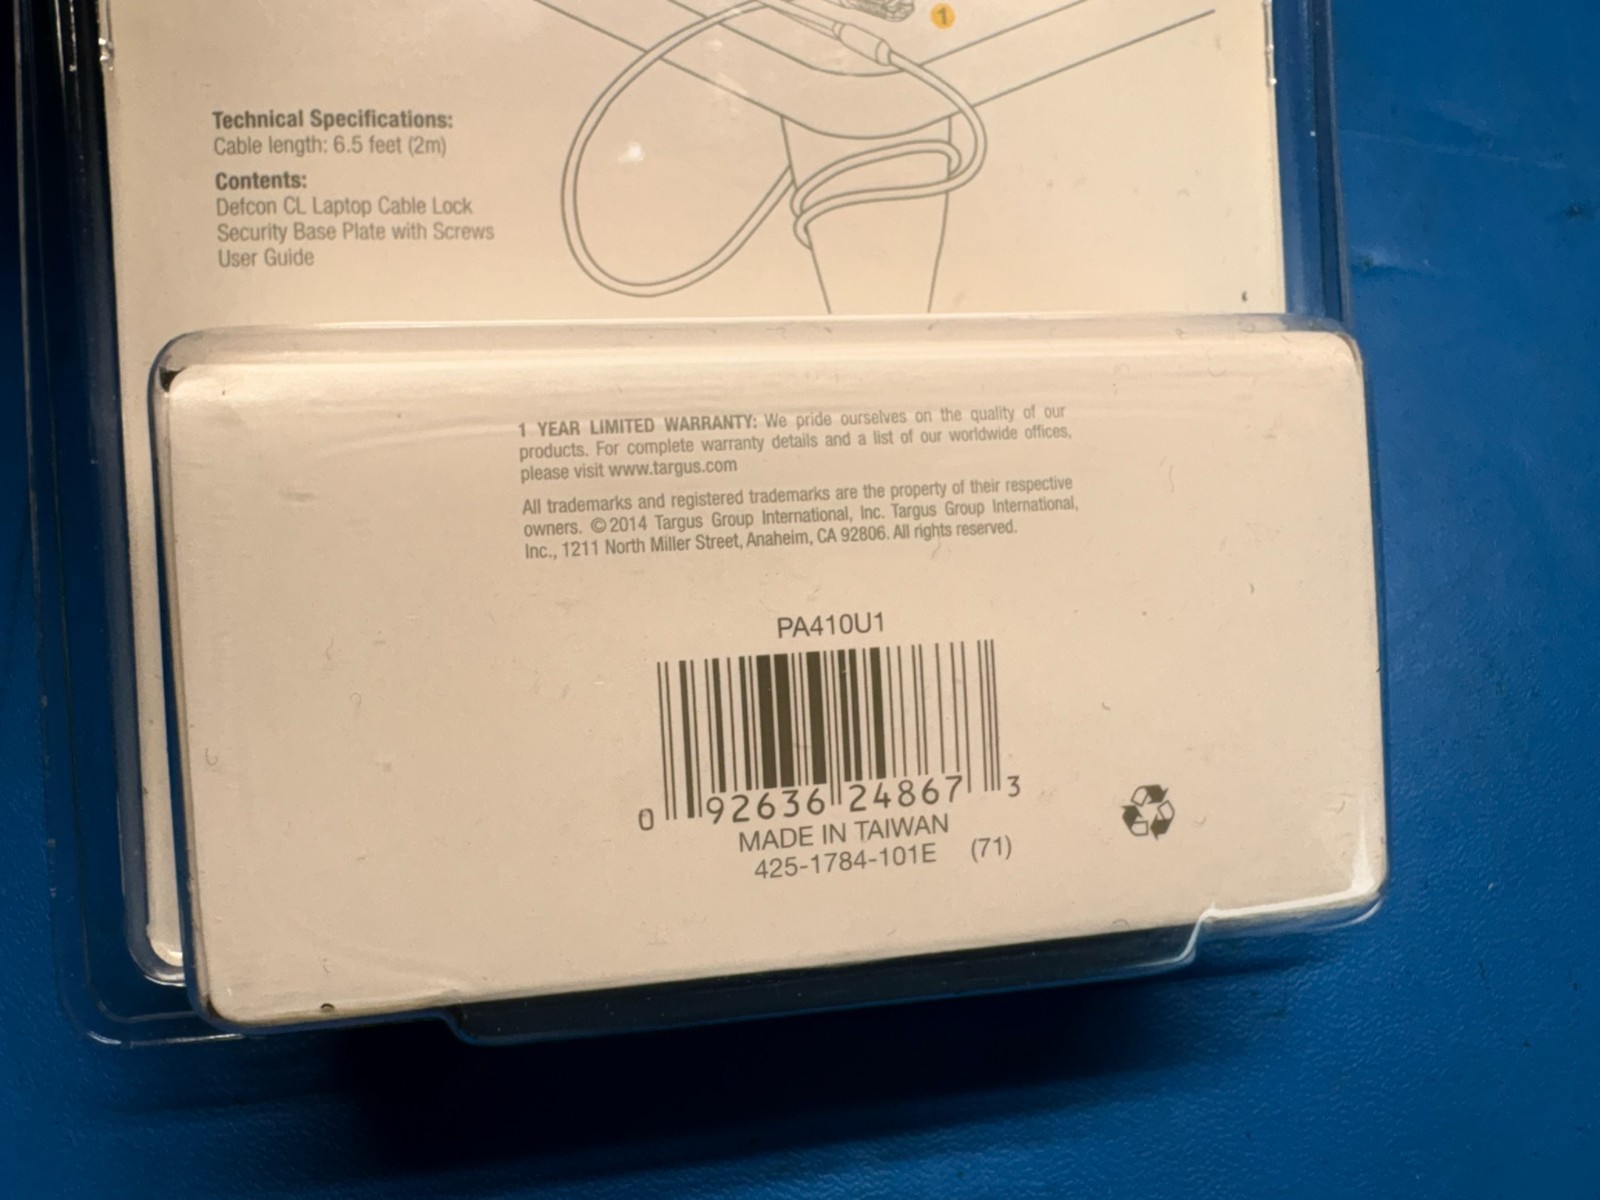 1
Technical Specifications:
Cable length: 6.5 feet (2m)
Contents:
Defcon CL Laptop Cable Lock
Security Base Plate with Screws
User Guide
1 YEAR LIMITED WARRANTY: We pride ourselves on the quality of our
products. For complete warranty details and a list of our worldwide offices,
please visit www.targus.com
All trademarks and registered trademarks are the property of their respective
owners. ©2014 Targus Group International, Inc. Targus Group International,
Inc., 1211 North Miller Street, Anaheim, CA 92806. All rights reserved.
PA410U1
0 92636 24867 3
MADE IN TAIWAN
425-1784-101E (71)